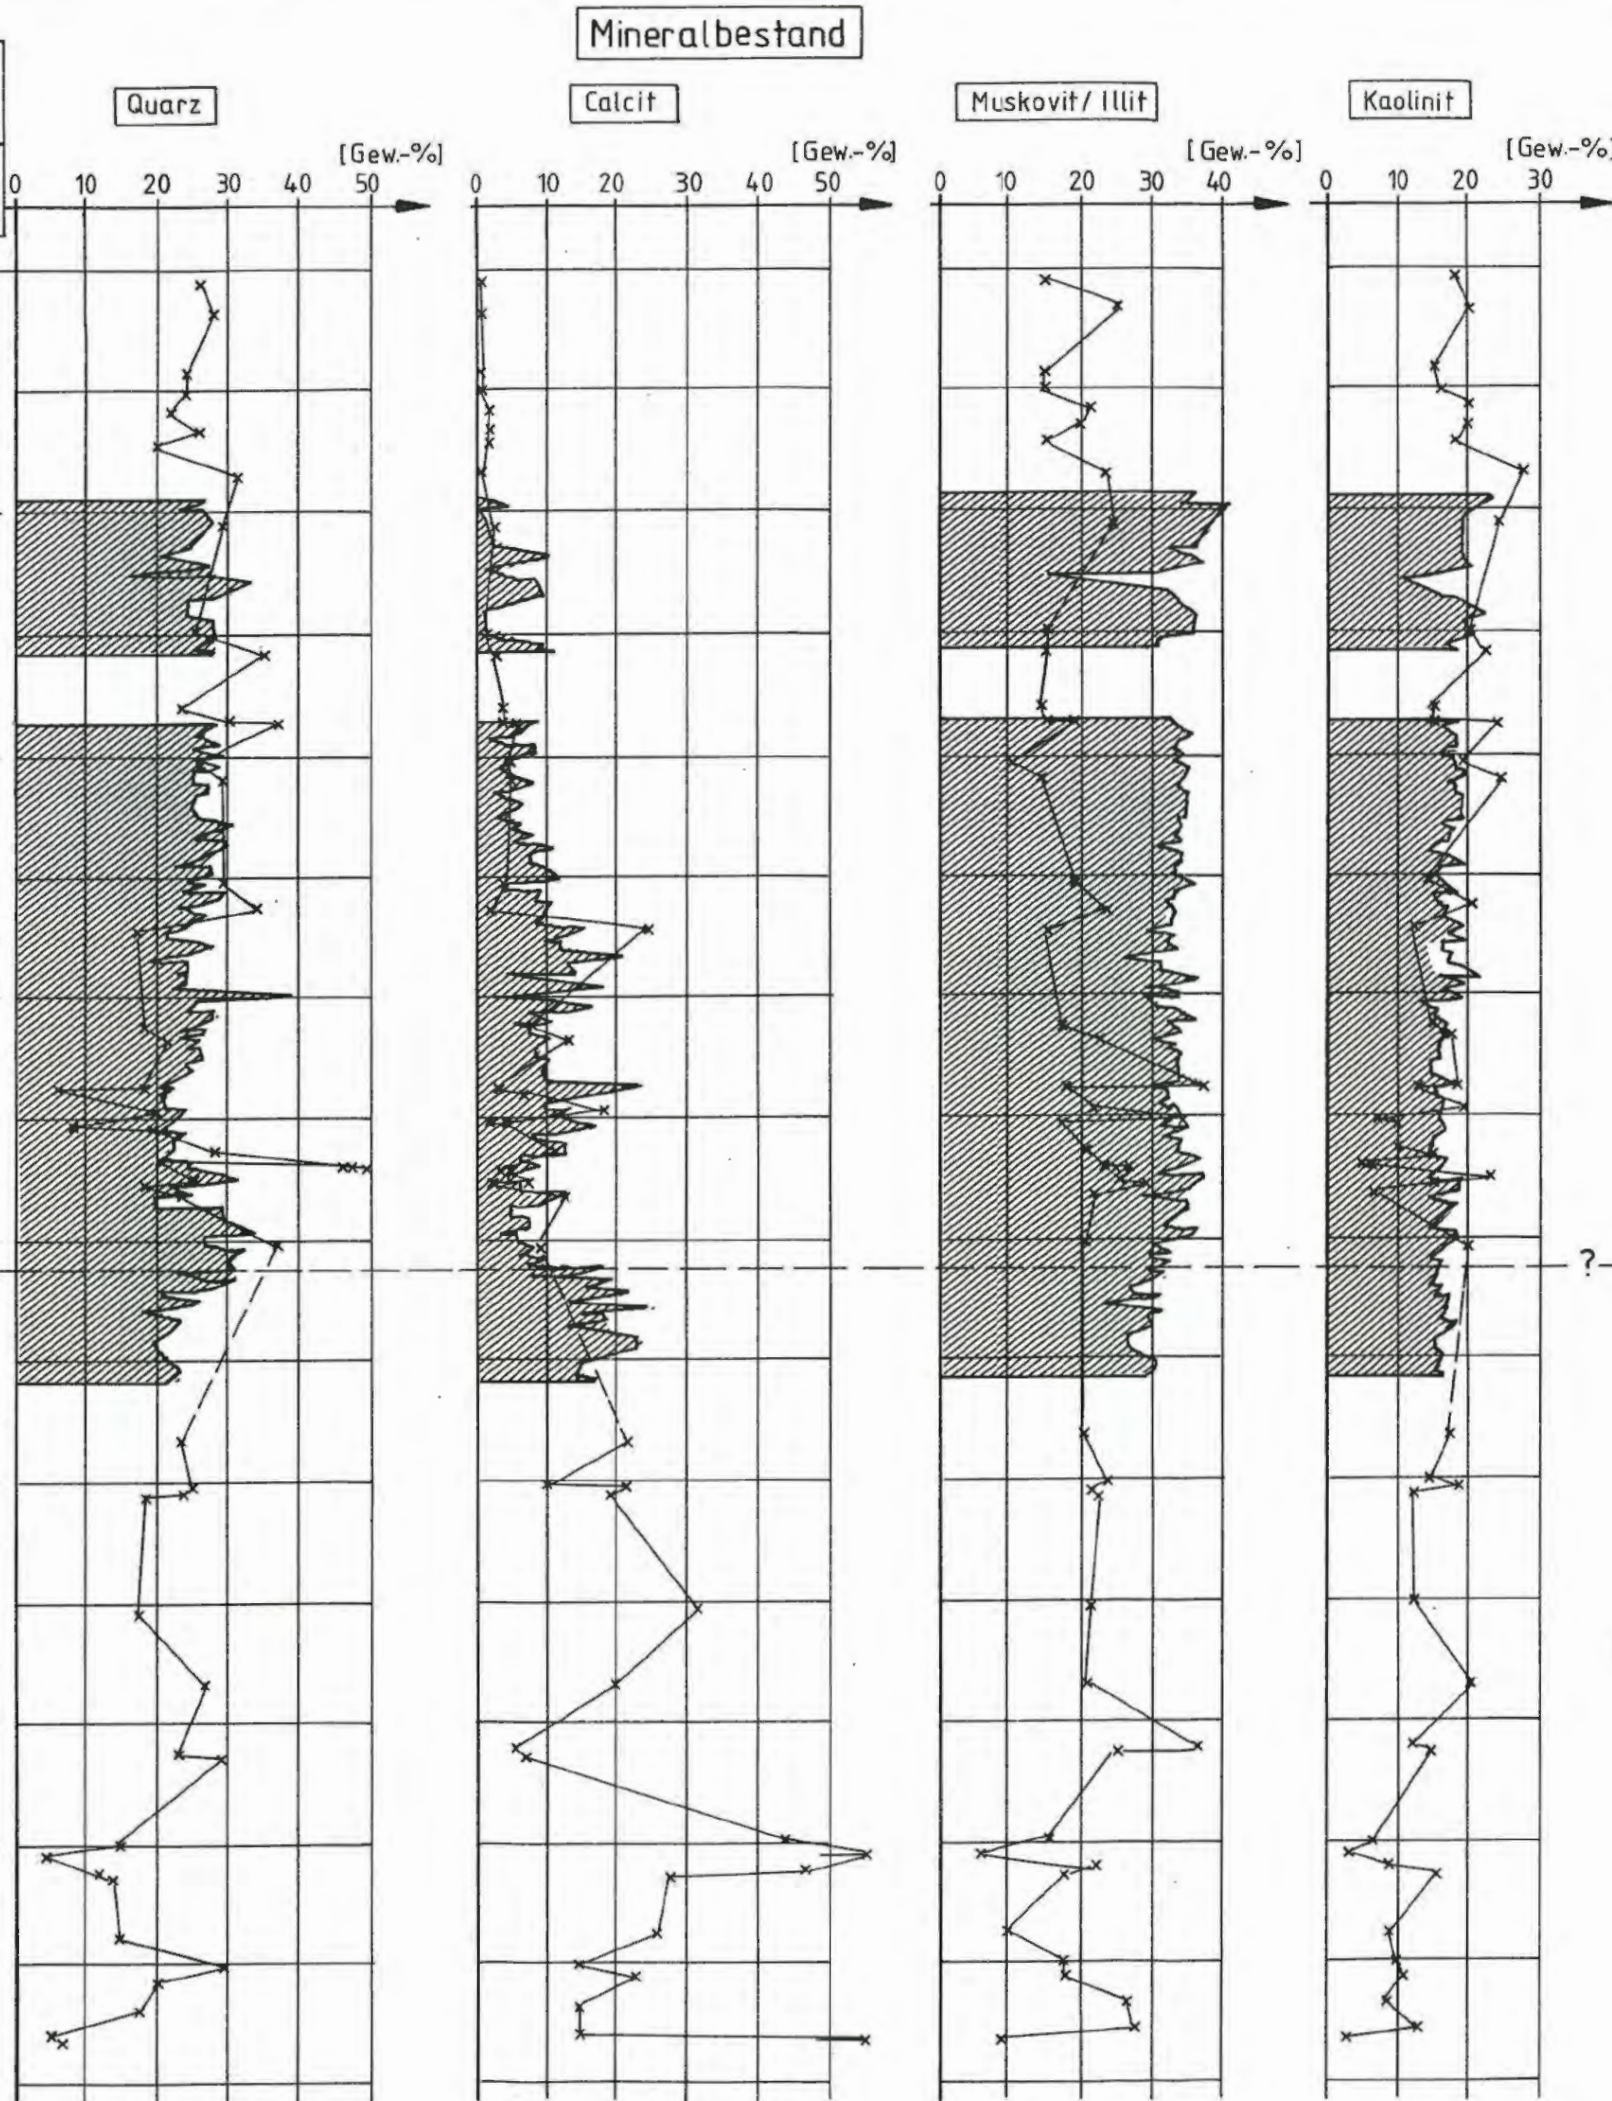 Mineralbestand
Quarz
Calcit
Muskovit / Illit
Kaolinit
[Gew.-%]
[Gew.-%]
[Gew.-%]
[Gew.-%]
0 10 20 30 40 50
0 10 20 30 40 50
0 10 20 30 40
0 10 20 30
?